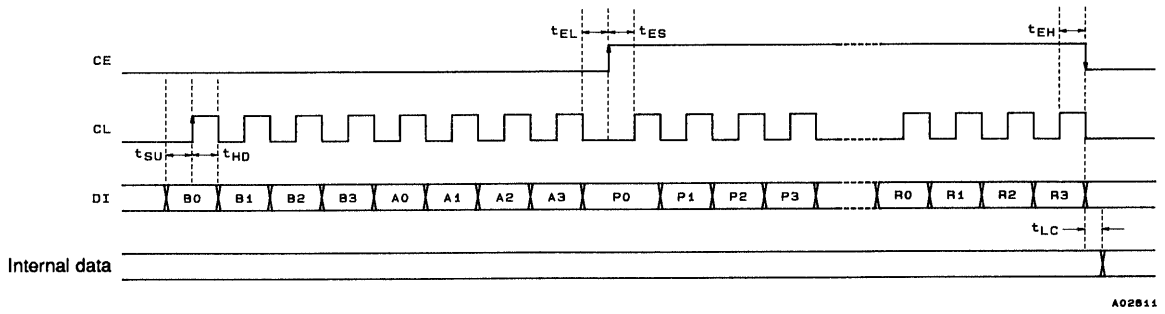 tEL tES tEH
CE
CL
tSU tHD
DI B0 B1 B2 B3 A0 A1 A2 A3 P0 P1 P2 P3 R0 R1 R2 R3
tLC
Internal data
A02611